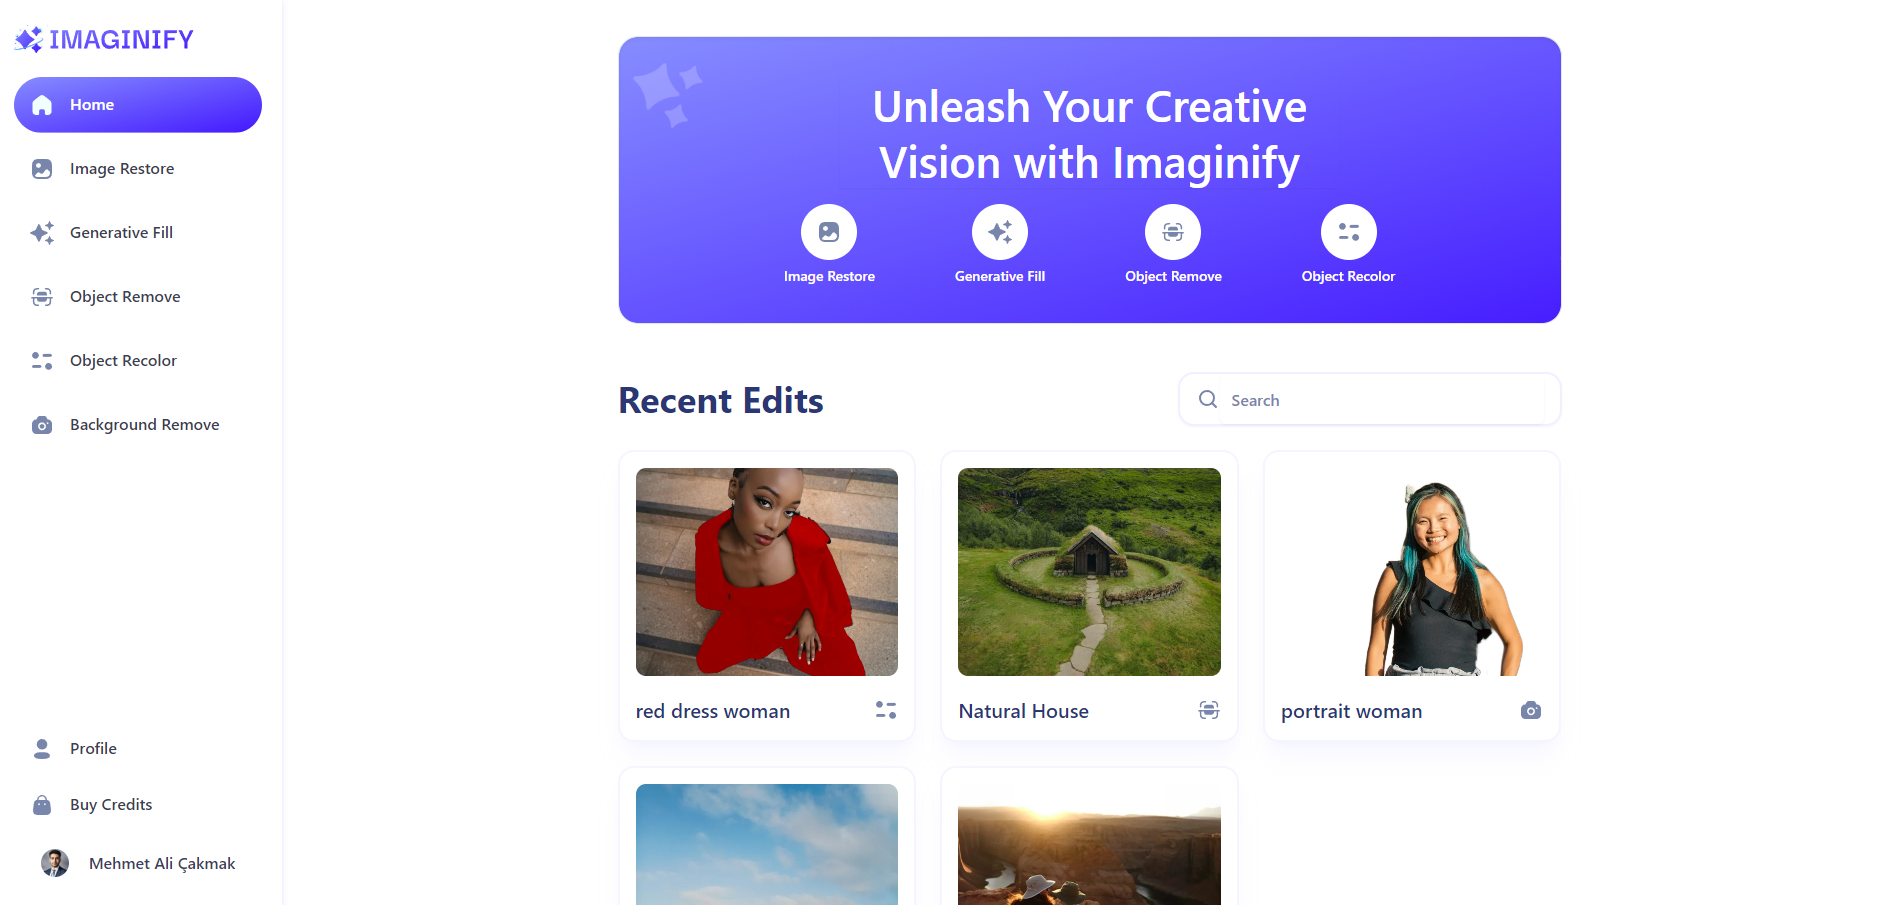 IMAGINIFY
Home
Image Restore
Generative Fill
Object Remove
Object Recolor
Background Remove
Profile
Buy Credits
Mehmet Ali Çakmak
Unleash Your Creative
Vision with Imaginify
Image Restore
Generative Fill
Object Remove
Object Recolor
Recent Edits
Search
red dress woman
Natural House
portrait woman